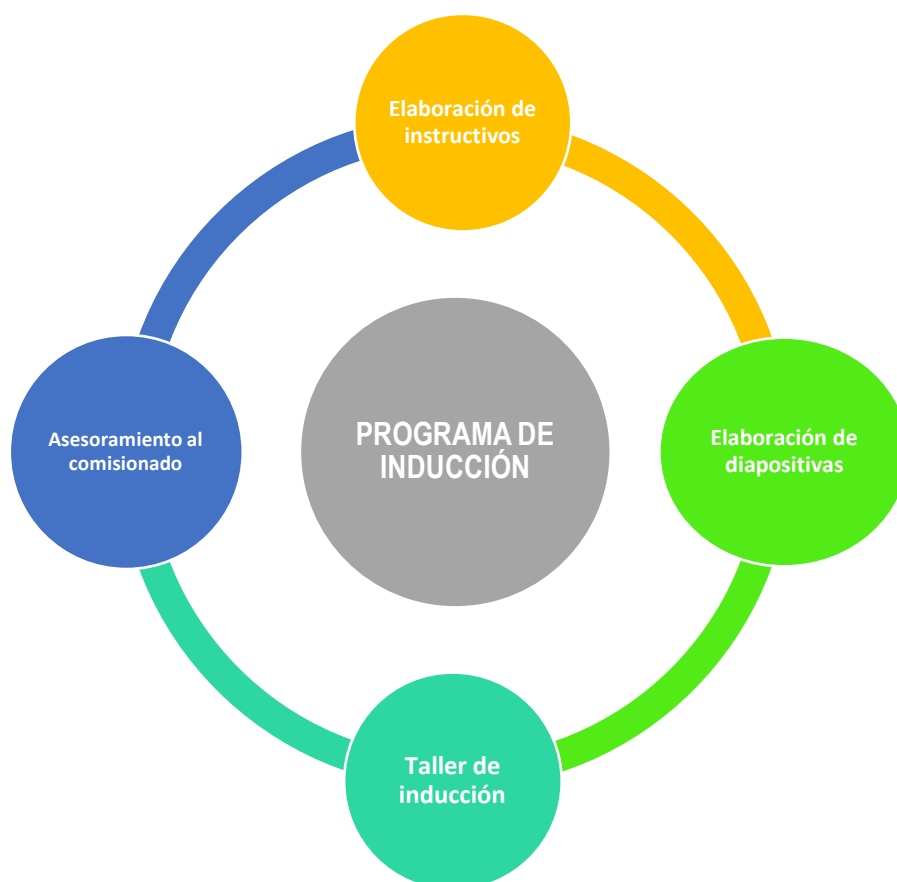 Elaboración de
instructivos
Asesoramiento al
comisionado
PROGRAMA DE
INDUCCIÓN
Elaboración de
diapositivas
Taller de
inducción